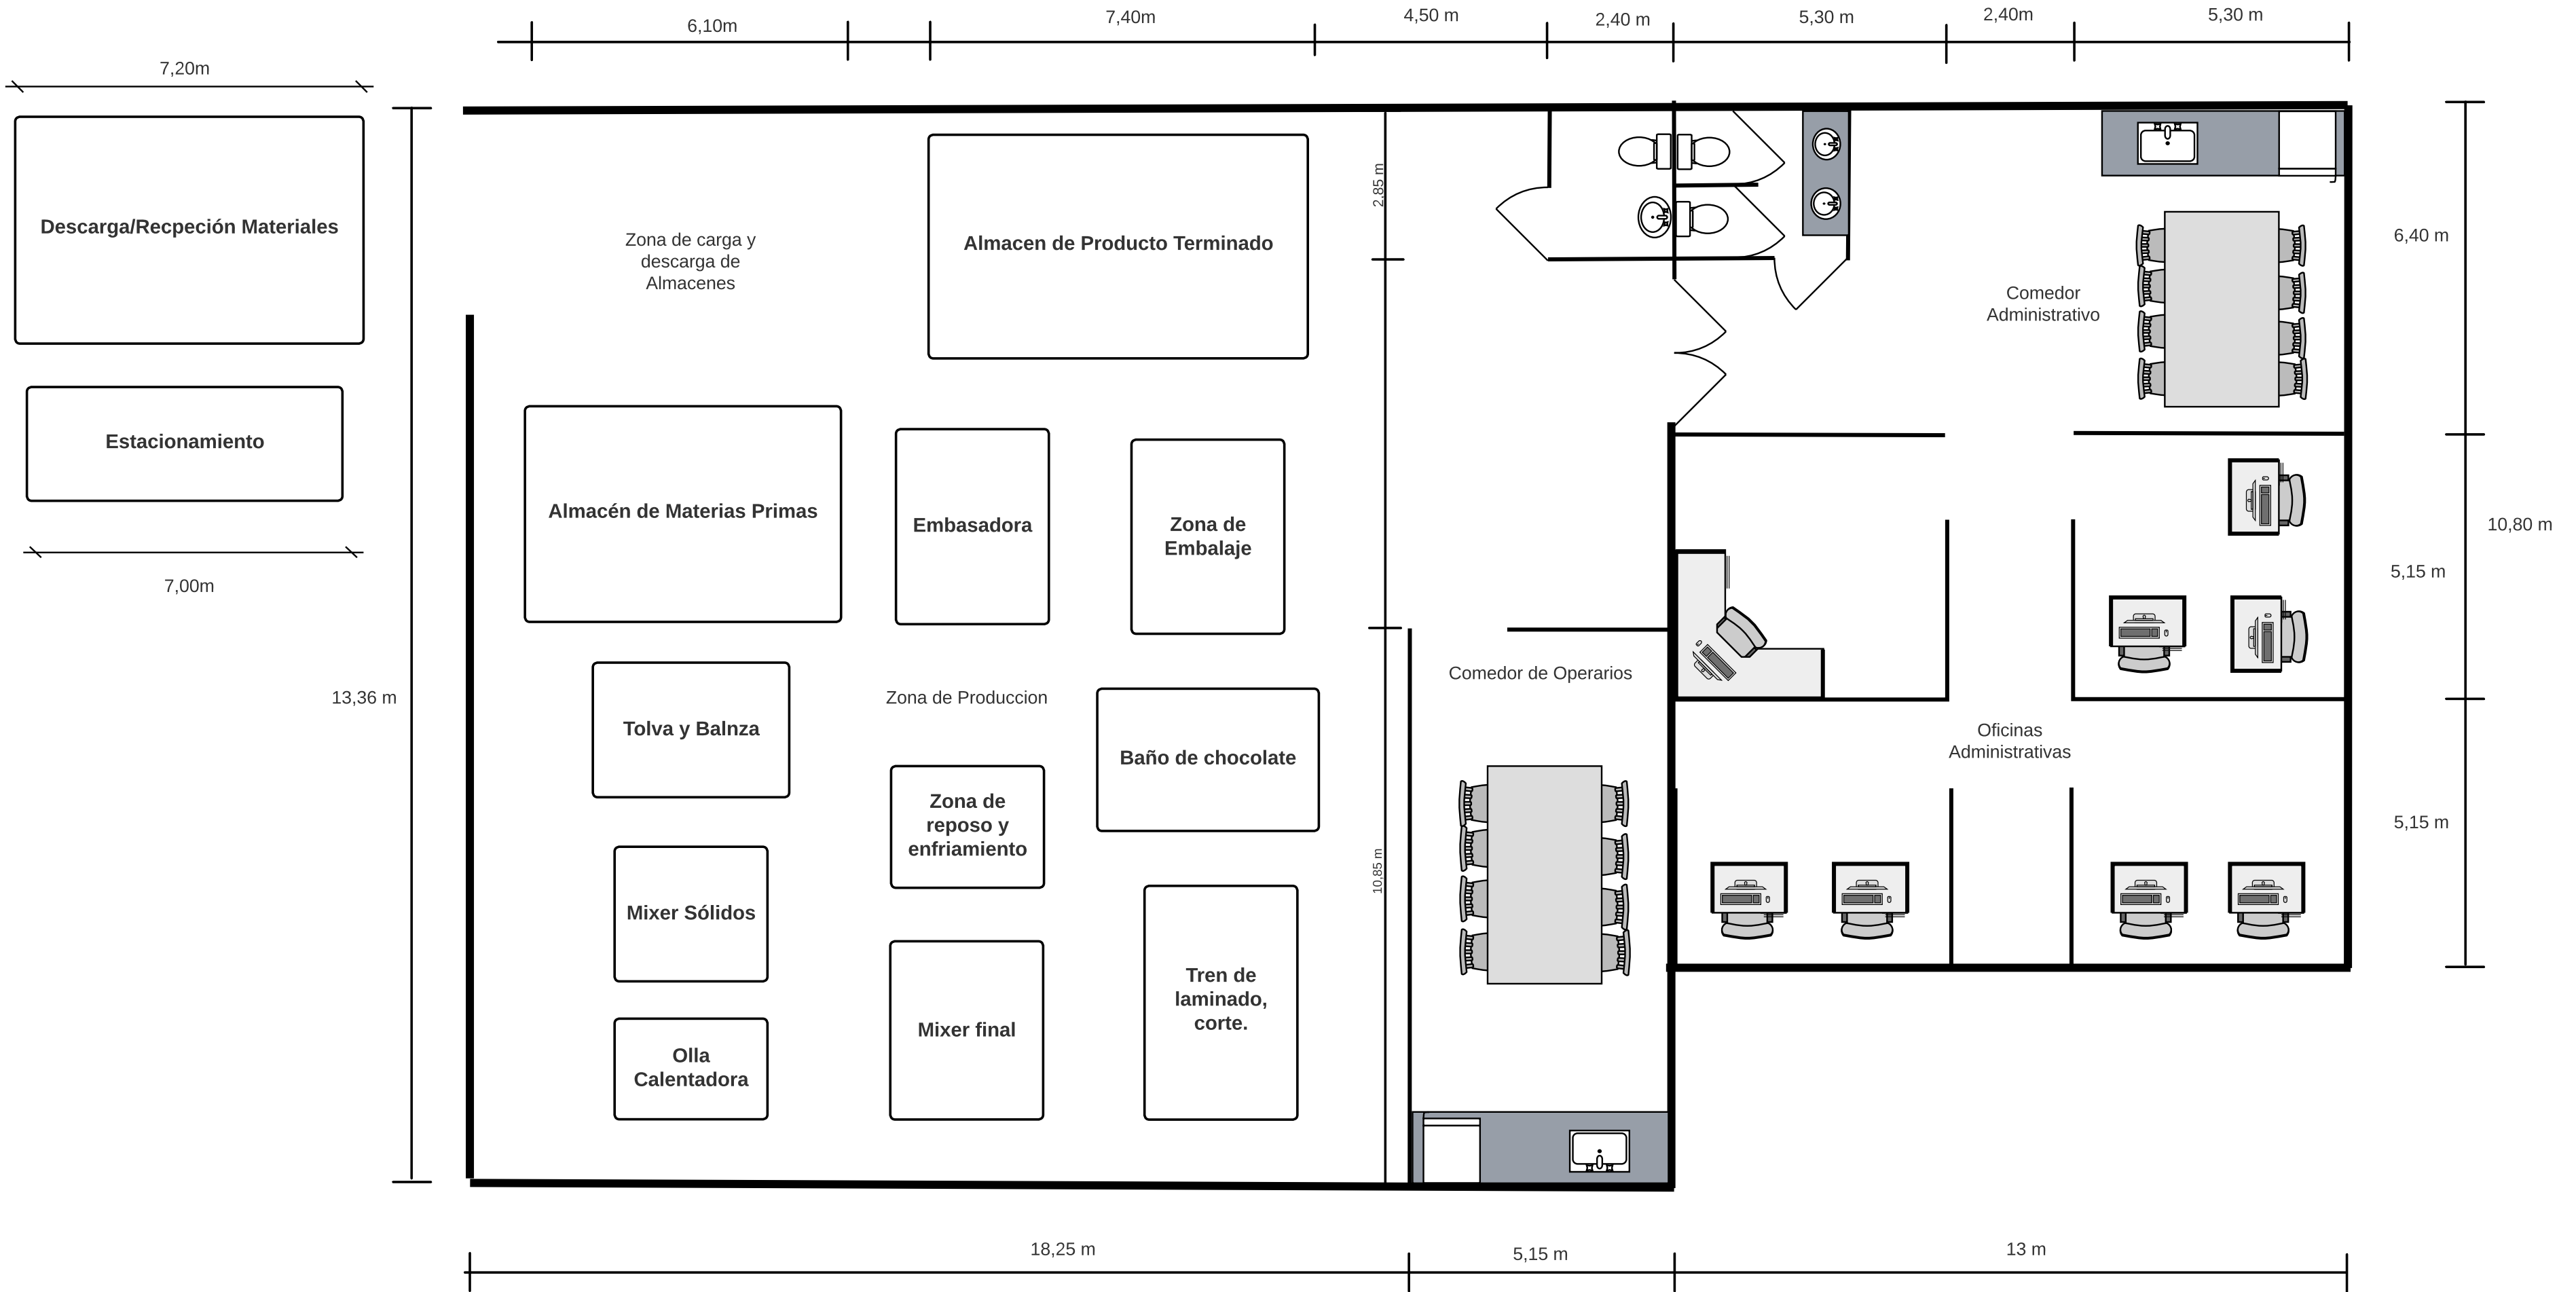 6,10m
7,40m
4,50 m
2,40 m
5,30 m
2,40m
5,30 m
7,20m
Descarga/Recpeción Materiales
Estacionamiento
7,00m
13,36 m
Zona de carga y
descarga de
Almacenes
Almacen de Producto Terminado
2,85 m
Comedor
Administrativo
6,40 m
Almacén de Materias Primas
Embasadora
Zona de
Embalaje
10,80 m
5,15 m
Tolva y Balnza
Zona de Produccion
Baño de chocolate
Comedor de Operarios
Oficinas
Administrativas
Zona de
reposo y
enfriamiento
5,15 m
10,85 m
Mixer Sólidos
Tren de
laminado,
corte.
Mixer final
Olla
Calentadora
18,25 m
5,15 m
13 m